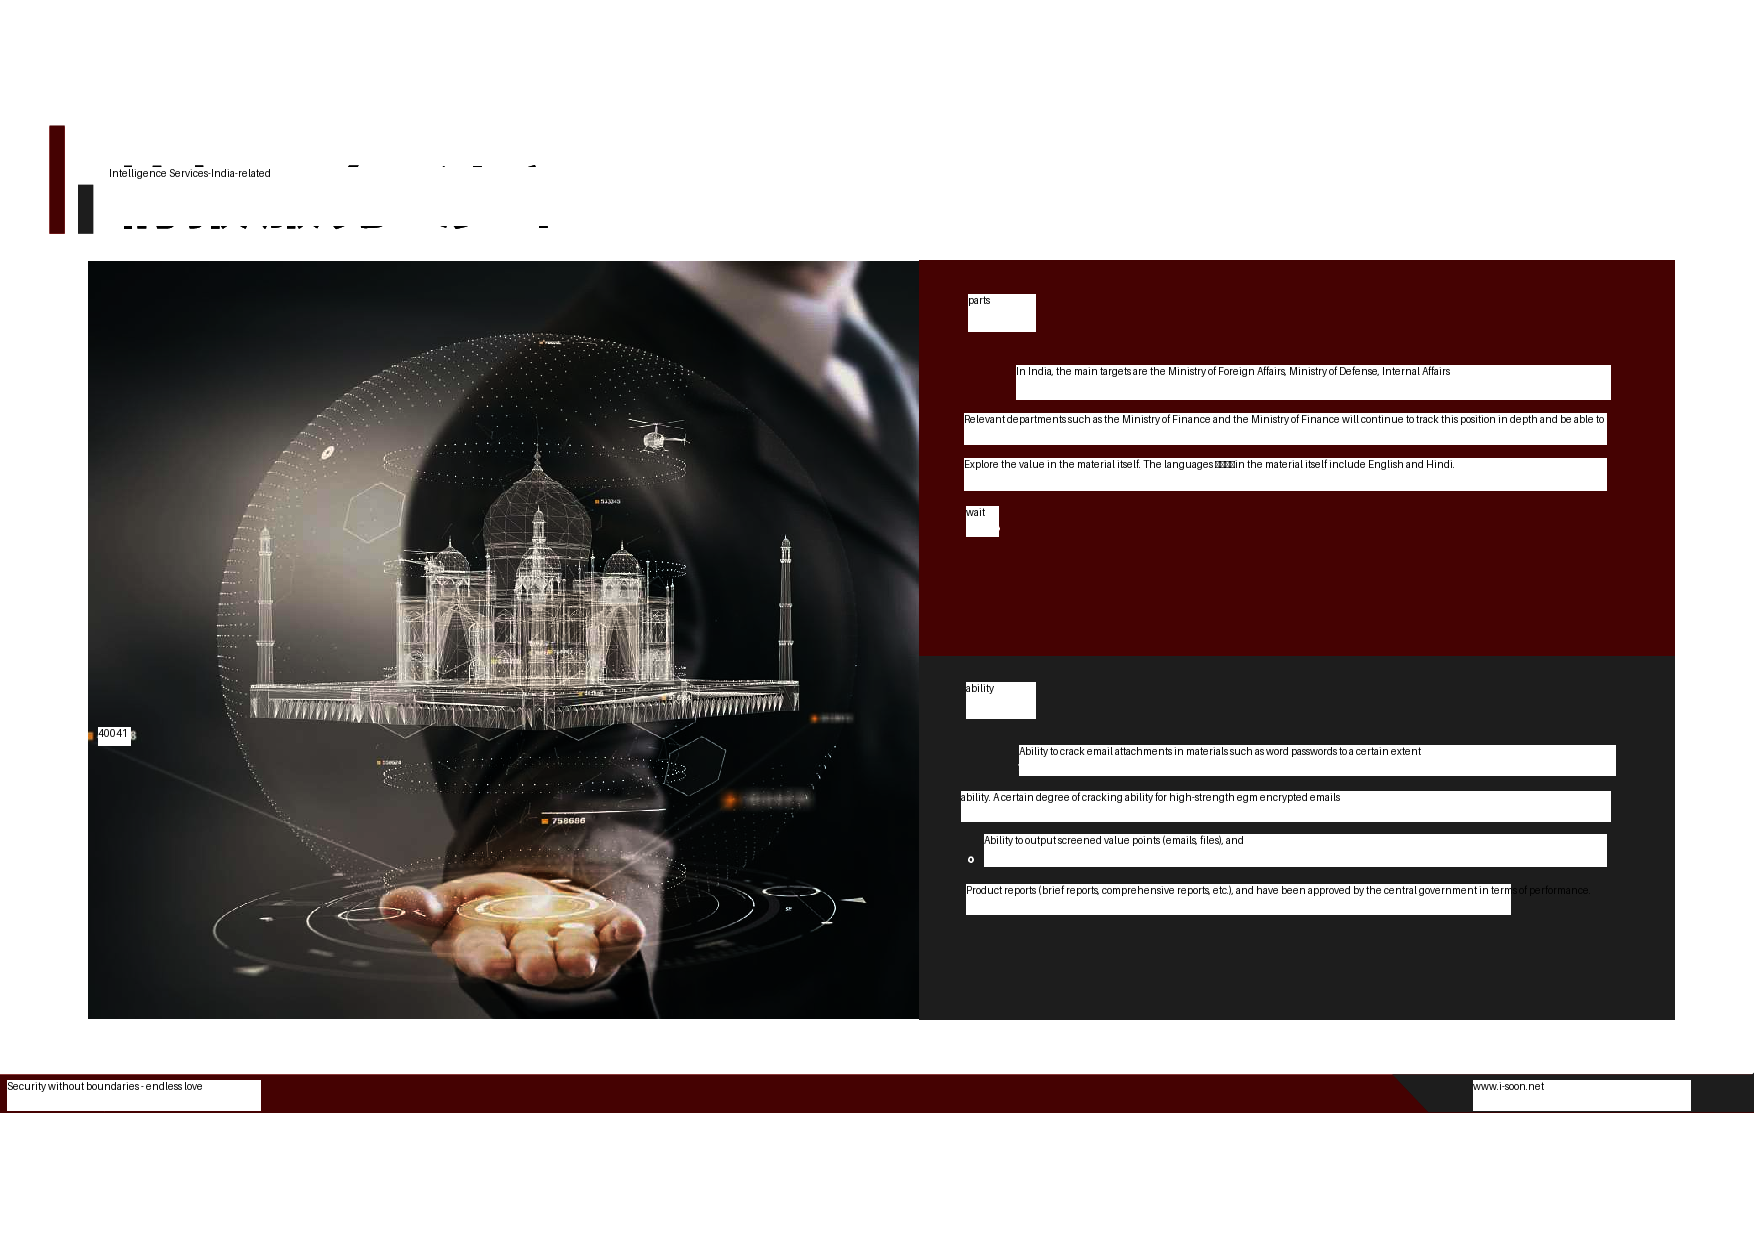 Intelligence Services-India-related
parts
In India, the main targets are the Ministry of Foreign Affairs, Ministry of Defense, Internal Affairs
Relevant departments such as the Ministry of Finance and the Ministry of Finance will continue to track this position in depth and be able to
Explore the value in the material itself. The languages in the material itself include English and Hindi.
wait
40041
758686
ability
Ability to crack email attachments in materials such as word passwords to a certain extent
ability. A certain degree of cracking ability for high-strength egm encrypted emails
Ability to output screened value points (emails, files), and
Product reports (brief reports, comprehensive reports, etc.), and have been approved by the central government in terms of performance.
Security without boundaries - endless love
www.i-soon.net